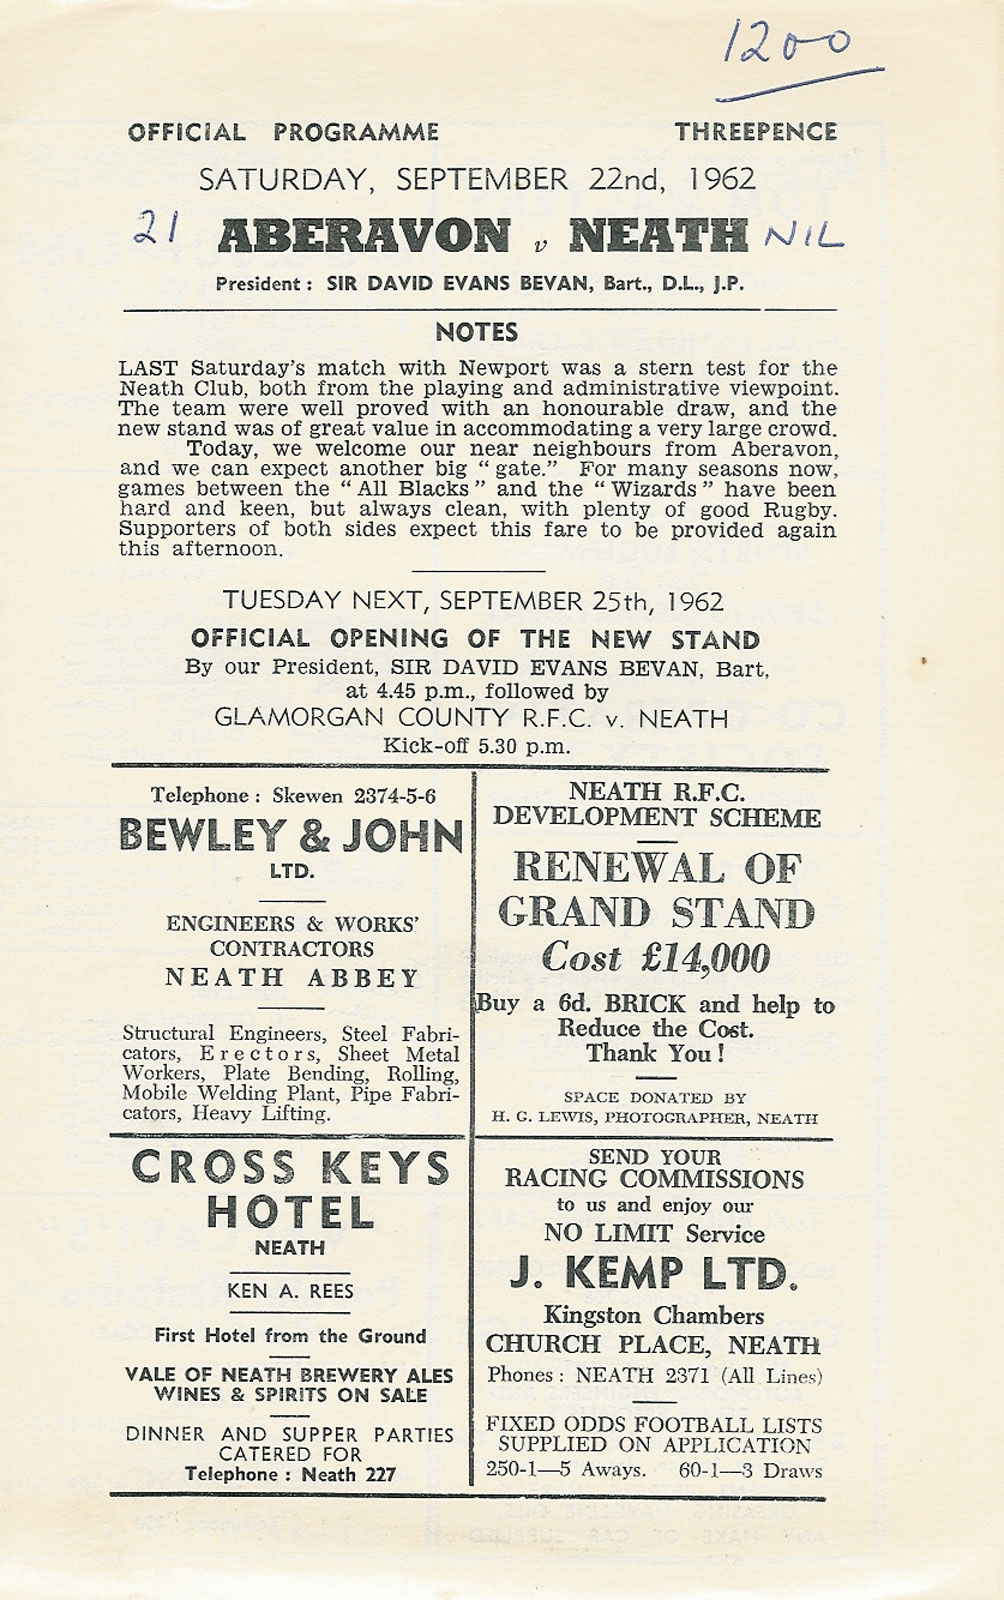 1200
OFFICIAL PROGRAMME THREEPENCE
SATURDAY, SEPTEMBER 22nd, 1962
21 ABERAVON v NEATH NIL
President : SIR DAVID EVANS BEVAN, Bart., D.L., J.P.
NOTES
LAST Saturday's match with Newport was a stern test for the
Neath Club, both from the playing and administrative viewpoint.
The team were well proved with an honourable draw, and the
new stand was of great value in accommodating a very large crowd.
Today, we welcome our near neighbours from Aberavon,
and we can expect another big "gate." For many seasons now,
games between the "All Blacks" and the "Wizards" have been
hard and keen, but always clean, with plenty of good Rugby.
Supporters of both sides expect this fare to be provided again
this afternoon.
TUESDAY NEXT, SEPTEMBER 25th, 1962
OFFICIAL OPENING OF THE NEW STAND
By our President, SIR DAVID EVANS BEVAN, Bart,
at 4.45 p.m., followed by
GLAMORGAN COUNTY R.F.C. v. NEATH
Kick-off 5.30 p.m.
Telephone : Skewen 2374-5-6
BEWLEY & JOHN
LTD.
ENGINEERS & WORKS'
CONTRACTORS
NEATH ABBEY
Structural Engineers, Steel Fabri-
cators, Erectors, Sheet Metal
Workers, Plate Bending, Rolling,
Mobile Welding Plant, Pipe Fabri-
cators, Heavy Lifting.
NEATH R.F.C.
DEVELOPMENT SCHEME
RENEWAL OF
GRAND STAND
Cost £14,000
Buy a 6d. BRICK and help to
Reduce the Cost.
Thank You !
SPACE DONATED BY
H. G. LEWIS, PHOTOGRAPHER, NEATH
CROSS KEYS
HOTEL
NEATH
KEN A. REES
First Hotel from the Ground
VALE OF NEATH BREWERY ALES
WINES & SPIRITS ON SALE
DINNER AND SUPPER PARTIES
CATERED FOR
Telephone : Neath 227
SEND YOUR
RACING COMMISSIONS
to us and enjoy our
NO LIMIT Service
J. KEMP LTD.
Kingston Chambers
CHURCH PLACE, NEATH
Phones : NEATH 2371 (All Lines)
FIXED ODDS FOOTBALL LISTS
SUPPLIED ON APPLICATION
250-1—5 Aways. 60-1—3 Draws